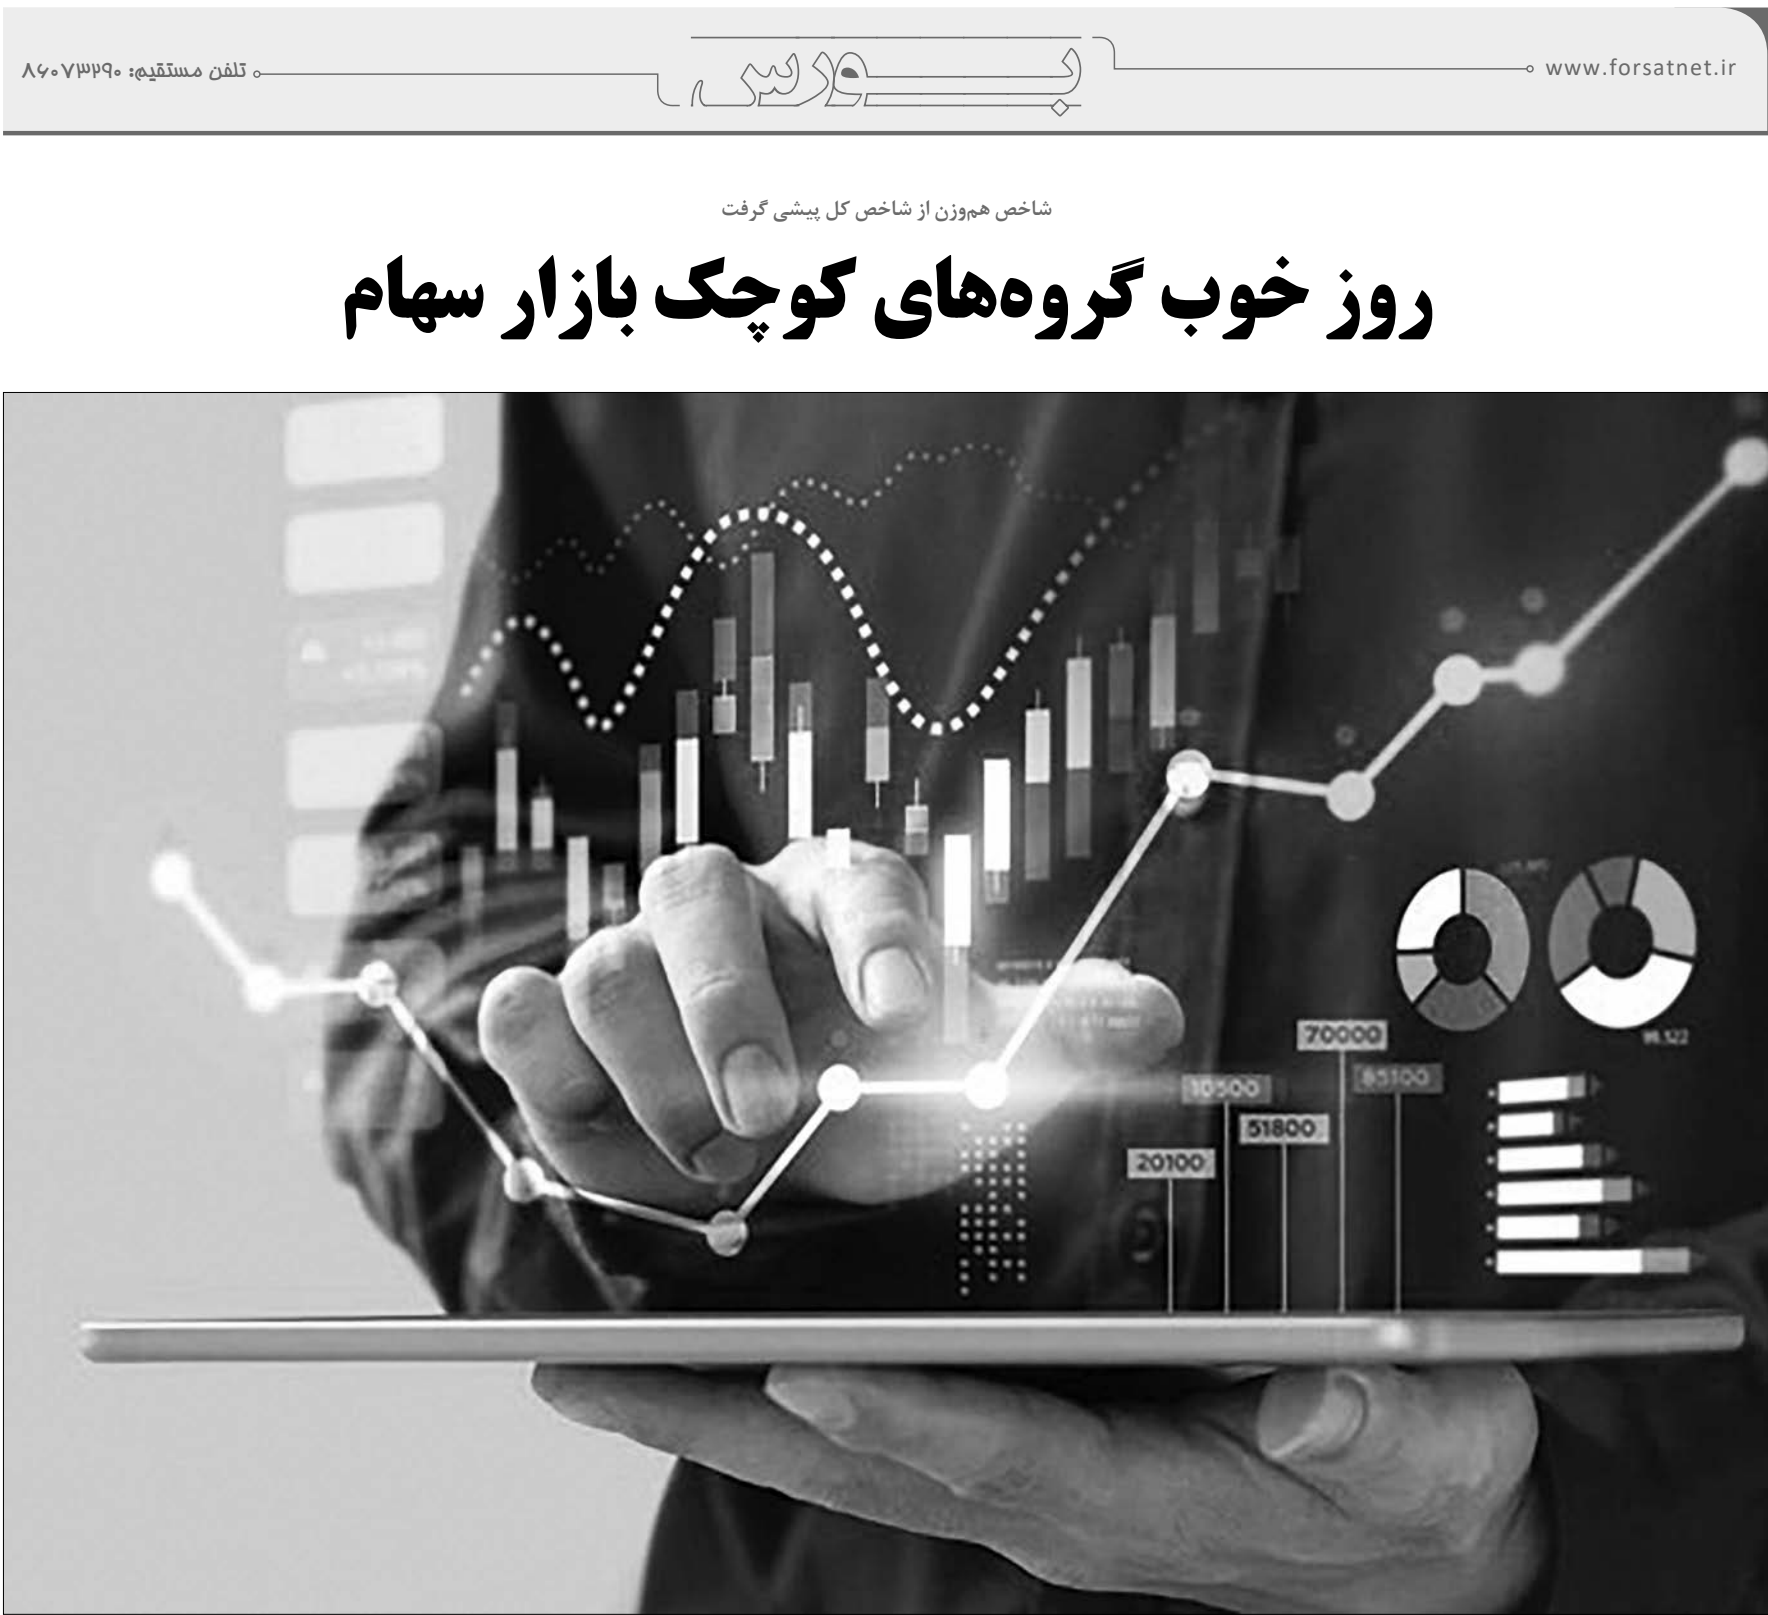 www.forsatnet.ir
بورس
تلفن مستقیم: ۸۶۰۷۳۲۹۰
شاخص هم‌وزن از شاخص کل پیشی گرفت
روز خوب گروه‌های کوچک بازار سهام
70000
85100
10500
51800
20100